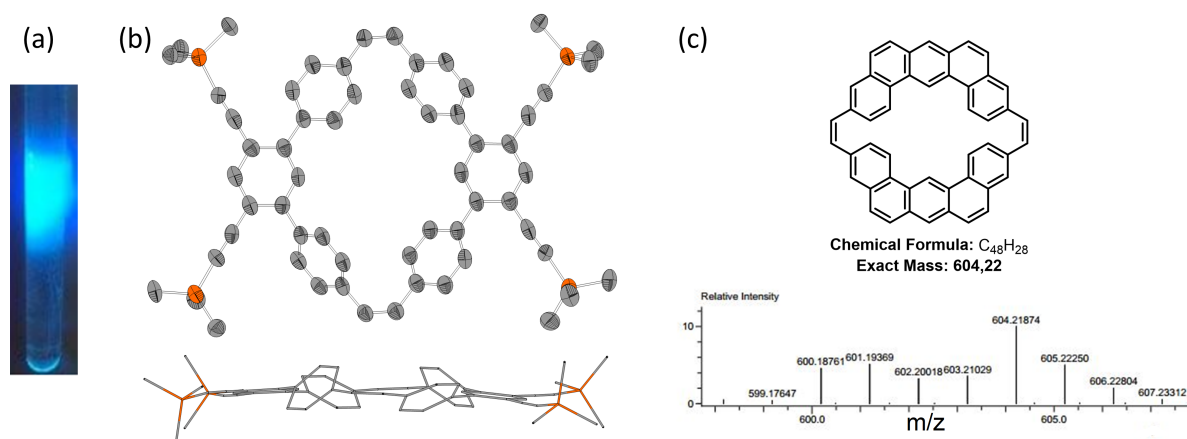 (a)
(b)
(c)
Chemical Formula: C₄₈H₂₈
Exact Mass: 604,22
Relative Intensity
10
0
604.21874
600.18761
601.19369
602.20018
603.21029
605.22250
599.17647
606.22804
607.23312
600.0
605.0
m/z